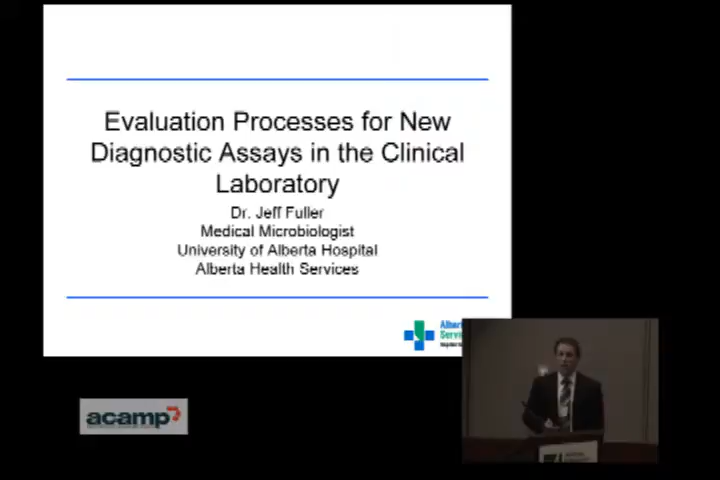 Evaluation Processes for New
Diagnostic Assays in the Clinical
Laboratory
Dr. Jeff Fuller
Medical Microbiologist
University of Alberta Hospital
Alberta Health Services
acamp